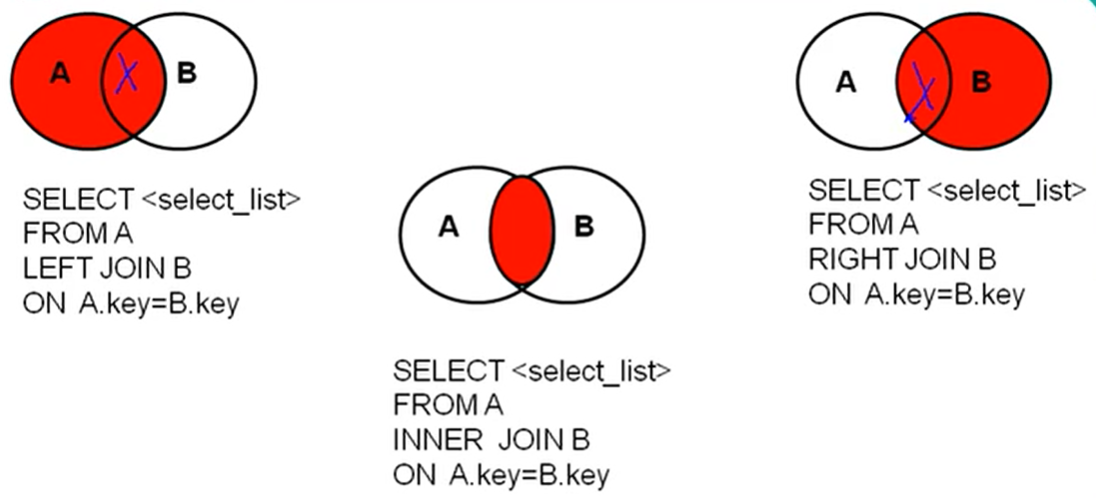 A B
SELECT <select_list>
FROM A
LEFT JOIN B
ON A.key=B.key
A B
SELECT <select_list>
FROM A
INNER JOIN B
ON A.key=B.key
A B
SELECT <select_list>
FROM A
RIGHT JOIN B
ON A.key=B.key